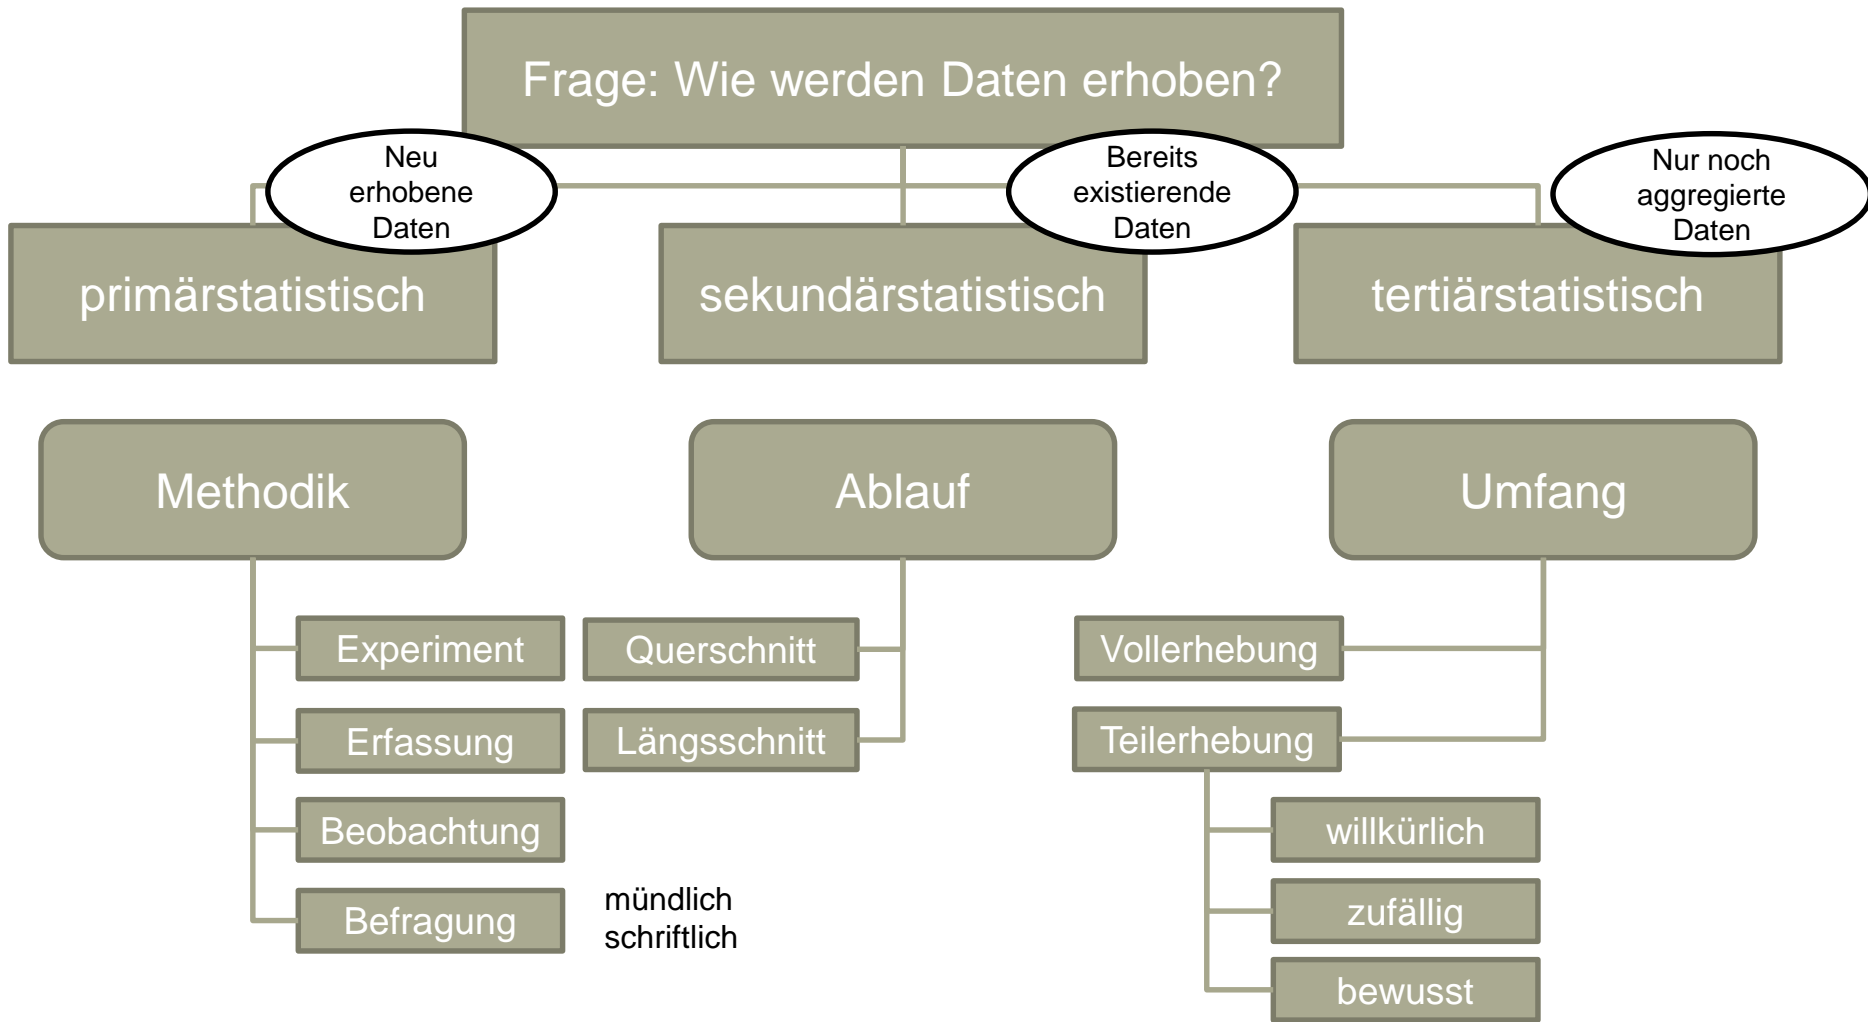 Frage: Wie werden Daten erhoben?
Neu
erhobene
Daten
Bereits
existierende
Daten
Nur noch
aggregierte
Daten
primärstatistisch
sekundärstatistisch
tertiärstatistisch
Methodik
Ablauf
Umfang
Experiment
Erfassung
Beobachtung
Befragung
mündlich
schriftlich
Querschnitt
Längsschnitt
Vollerhebung
Teilerhebung
willkürlich
zufällig
bewusst